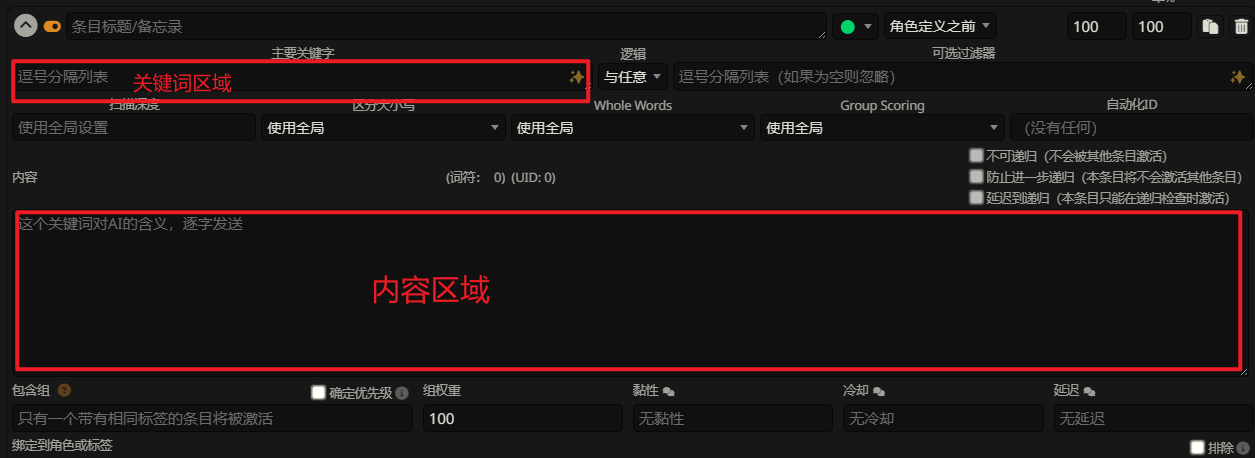 条目标题/备忘录
角色定义之前
100
100
主要关键字
逻辑
可选过滤器
逗号分隔列表
关键词区域
与任意
逗号分隔列表（如果为空则忽略）
扫描深度
区分大小写
Whole Words
Group Scoring
自动化ID
使用全局设置
使用全局
使用全局
使用全局
（没有任何）
不可递归（不会被其他条目激活）
内容
(词符： 0) (UID: 0)
防止进一步递归（本条目将不会激活其他条目）
延迟到递归（本条目只能在递归检查时激活）
这个关键词对AI的含义，逐字发送
内容区域
包含组
确定优先级
组权重
黏性
冷却
延迟
只有一个带有相同标签的条目将被激活
100
无黏性
无冷却
无延迟
绑定到角色或标签
排除